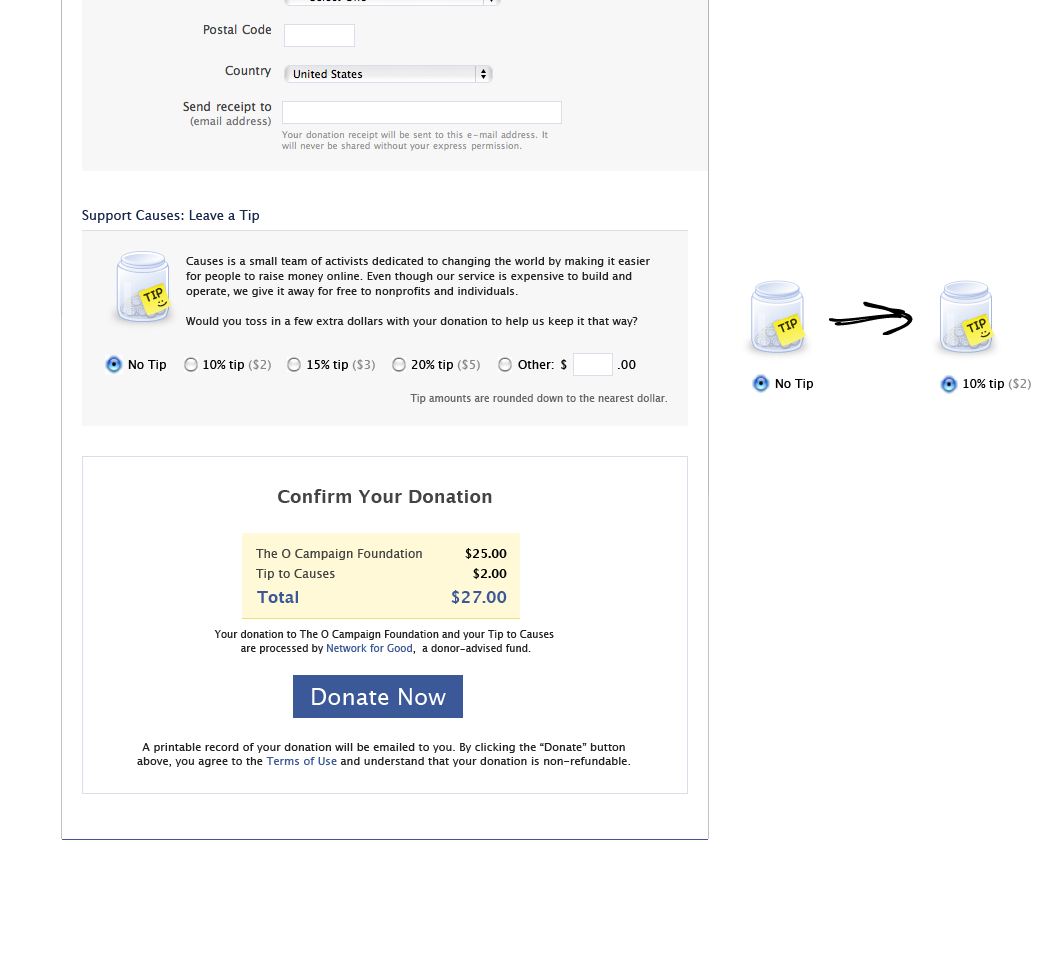 Postal Code
Country
United States
Send receipt to
(email address)
Your donation receipt will be sent to this e-mail address. It
will never be shared without your express permission.
Support Causes: Leave a Tip
TIP
Causes is a small team of activists dedicated to changing the world by making it easier
for people to raise money online. Even though our service is expensive to build and
operate, we give it away for free to nonprofits and individuals.
Would you toss in a few extra dollars with your donation to help us keep it that way?
No Tip 10% tip ($2) 15% tip ($3) 20% tip ($5) Other: $ .00
Tip amounts are rounded down to the nearest dollar.
TIP
No Tip
TIP
10% tip ($2)
Confirm Your Donation
The O Campaign Foundation $25.00
Tip to Causes $2.00
Total $27.00
Your donation to The O Campaign Foundation and your Tip to Causes
are processed by Network for Good, a donor-advised fund.
Donate Now
A printable record of your donation will be emailed to you. By clicking the “Donate” button
above, you agree to the Terms of Use and understand that your donation is non-refundable.